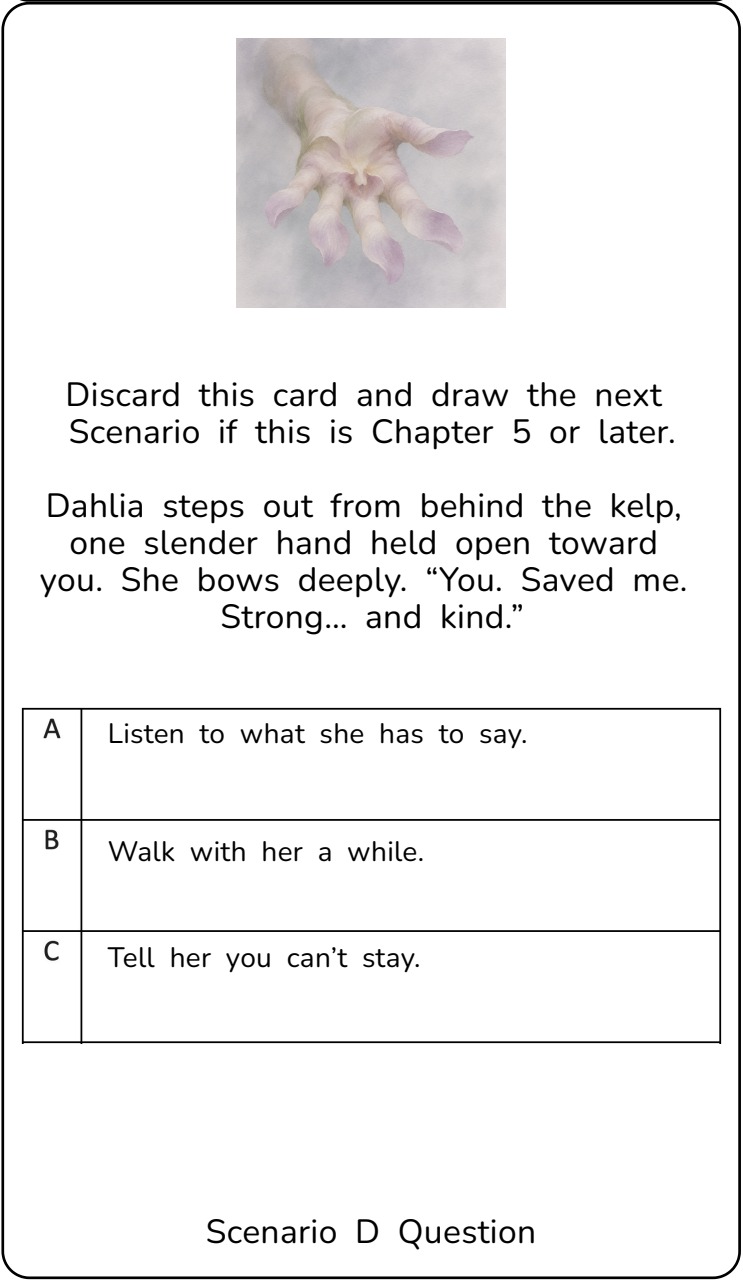 Discard this card and draw the next
Scenario if this is Chapter 5 or later.
Dahlia steps out from behind the kelp,
one slender hand held open toward
you. She bows deeply. “You. Saved me.
Strong... and kind.”
A
Listen to what she has to say.
B
Walk with her a while.
C
Tell her you can’t stay.
Scenario D Question